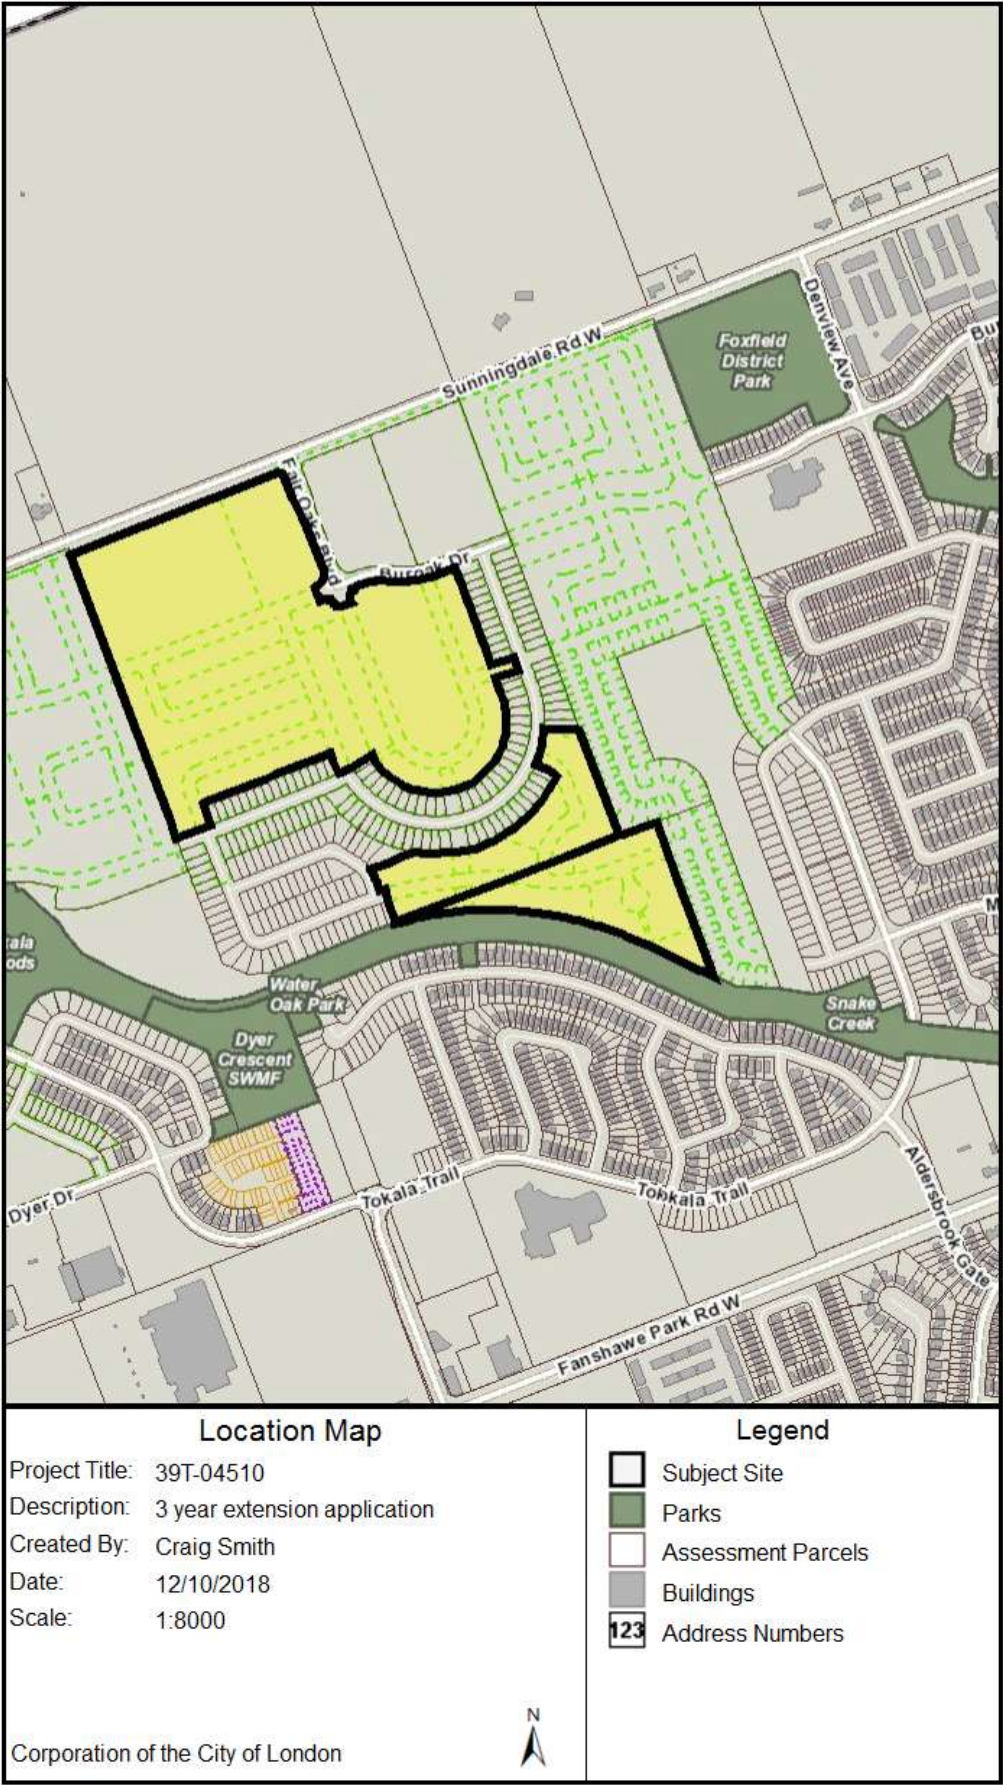 Sunningdale Rd W
Foxfield
District
Park
Denview Ave
Bu
Fair Oaks Blvd
Buroak Dr
M
ala
ods
Water
Oak Park
Dyer
Crescent
SWMF
Snake
Creek
Dyer Dr
Tokala Trail
Tokala Trail
Aldersbrook Gate
Fanshawe Park Rd W
Location Map
Project Title: 39T-04510
Description: 3 year extension application
Created By: Craig Smith
Date: 12/10/2018
Scale: 1:8000
Corporation of the City of London
N
Legend
Subject Site
Parks
Assessment Parcels
Buildings
123 Address Numbers